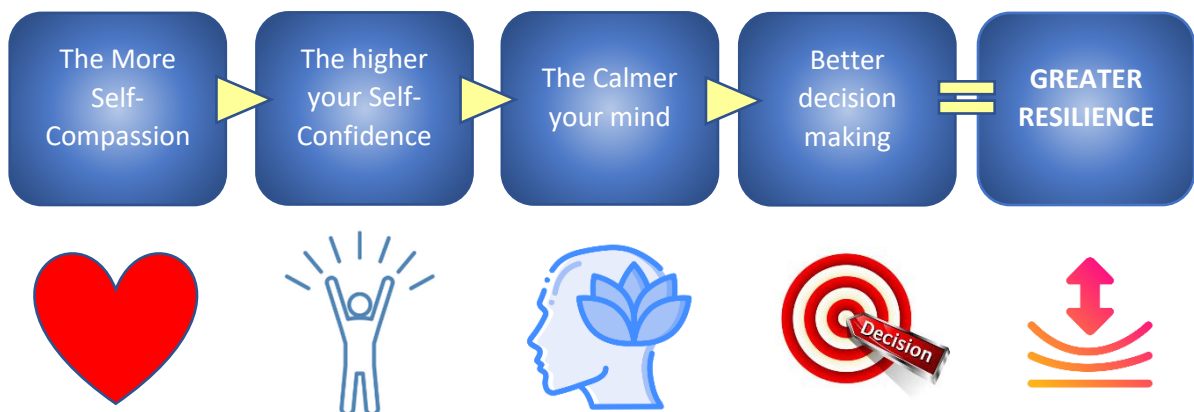 The More
Self-
Compassion
The higher
your Self-
Confidence
The Calmer
your mind
Better
decision
making
GREATER
RESILIENCE
Decision